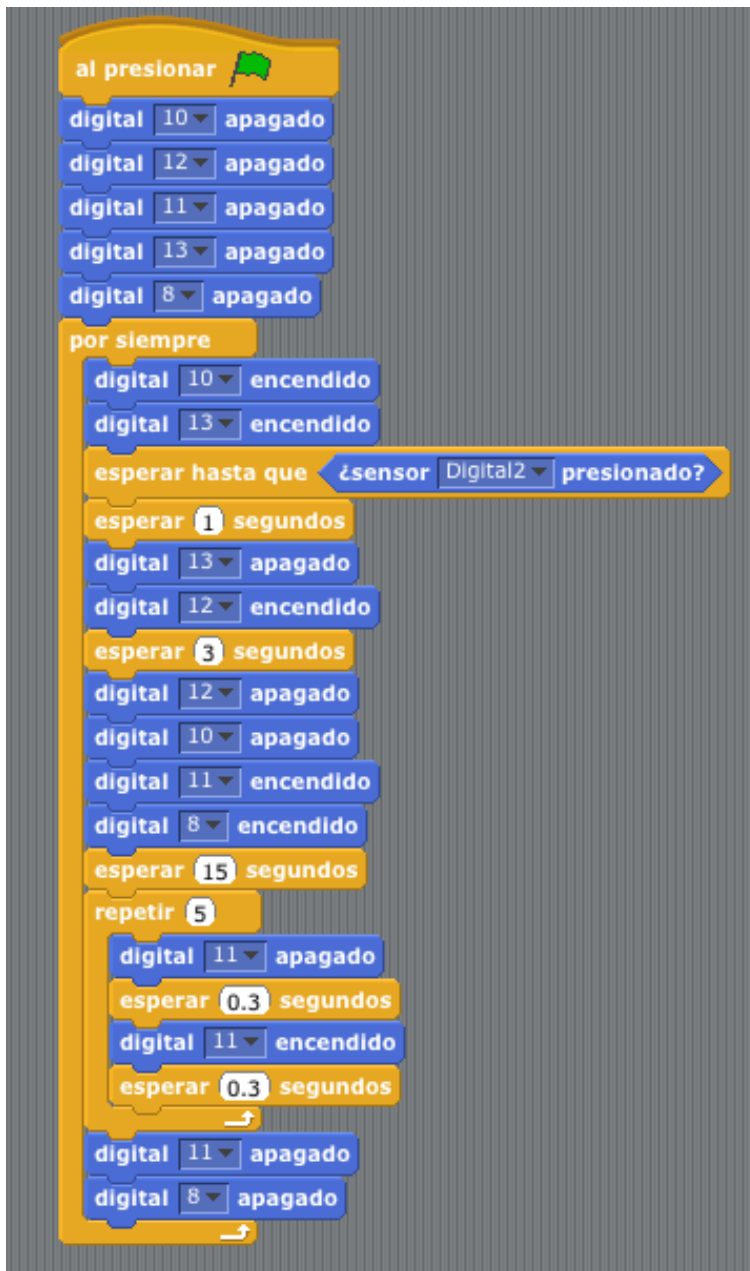 al presionar
digital 10 apagado
digital 12 apagado
digital 11 apagado
digital 13 apagado
digital 8 apagado
por siempre
digital 10 encendido
digital 13 encendido
esperar hasta que ¿sensor Digital2 presionado?
esperar 1 segundos
digital 13 apagado
digital 12 encendido
esperar 3 segundos
digital 12 apagado
digital 10 apagado
digital 11 encendido
digital 8 encendido
esperar 15 segundos
repetir 5
digital 11 apagado
esperar 0.3 segundos
digital 11 encendido
esperar 0.3 segundos
digital 11 apagado
digital 8 apagado